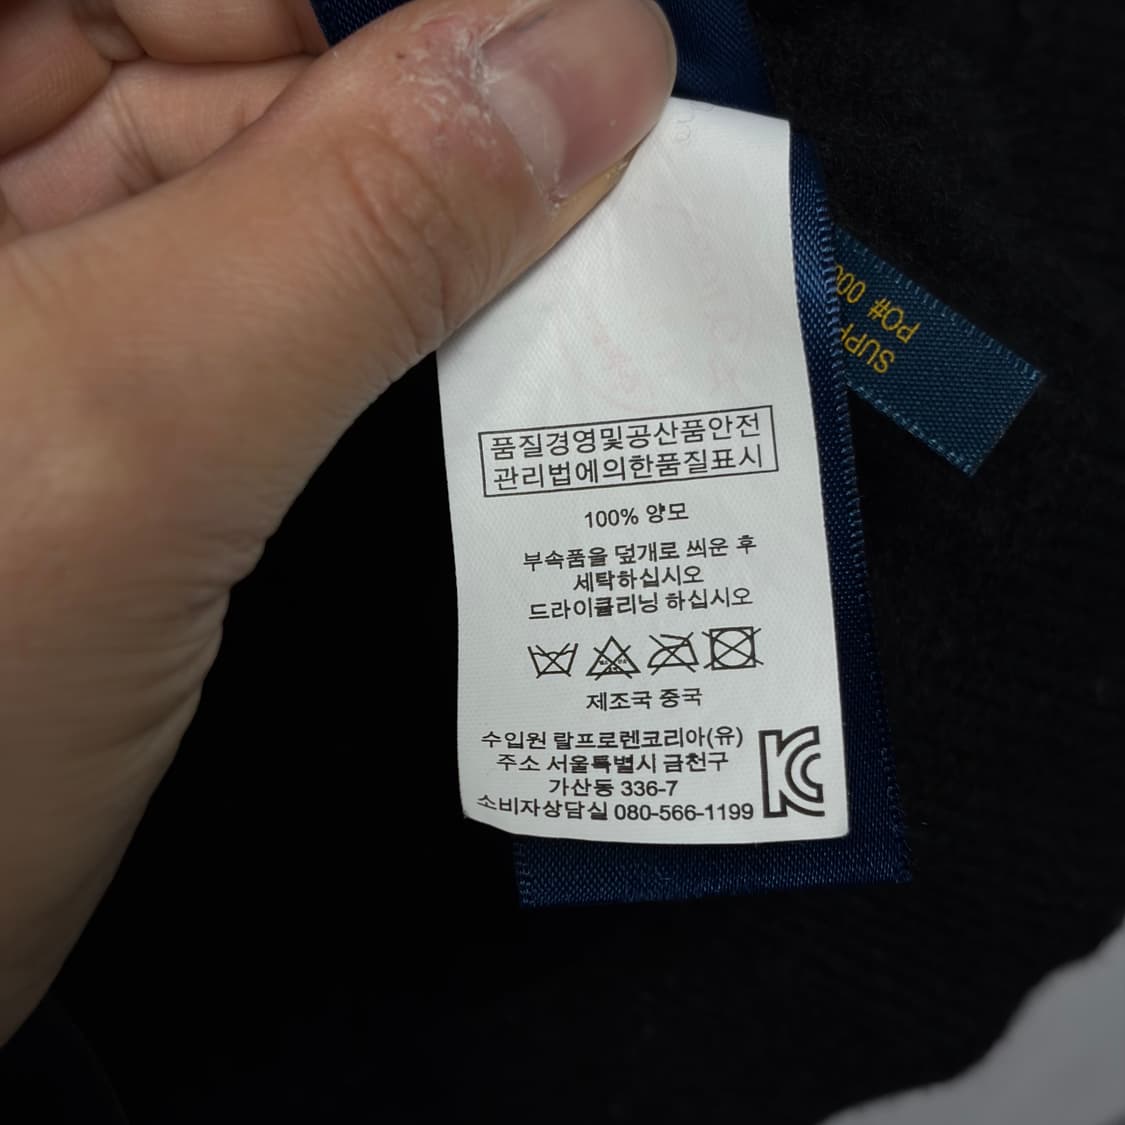 품질경영및공산품안전
관리법에의한품질표시
100% 양모
부속품을 덮개로 씌운 후
세탁하십시오
드라이클리닝 하십시오
제조국 중국
수입원 랄프로렌코리아(유)
주소 서울특별시 금천구
가산동 336-7
소비자상담실 080-566-1199
KC
PO#